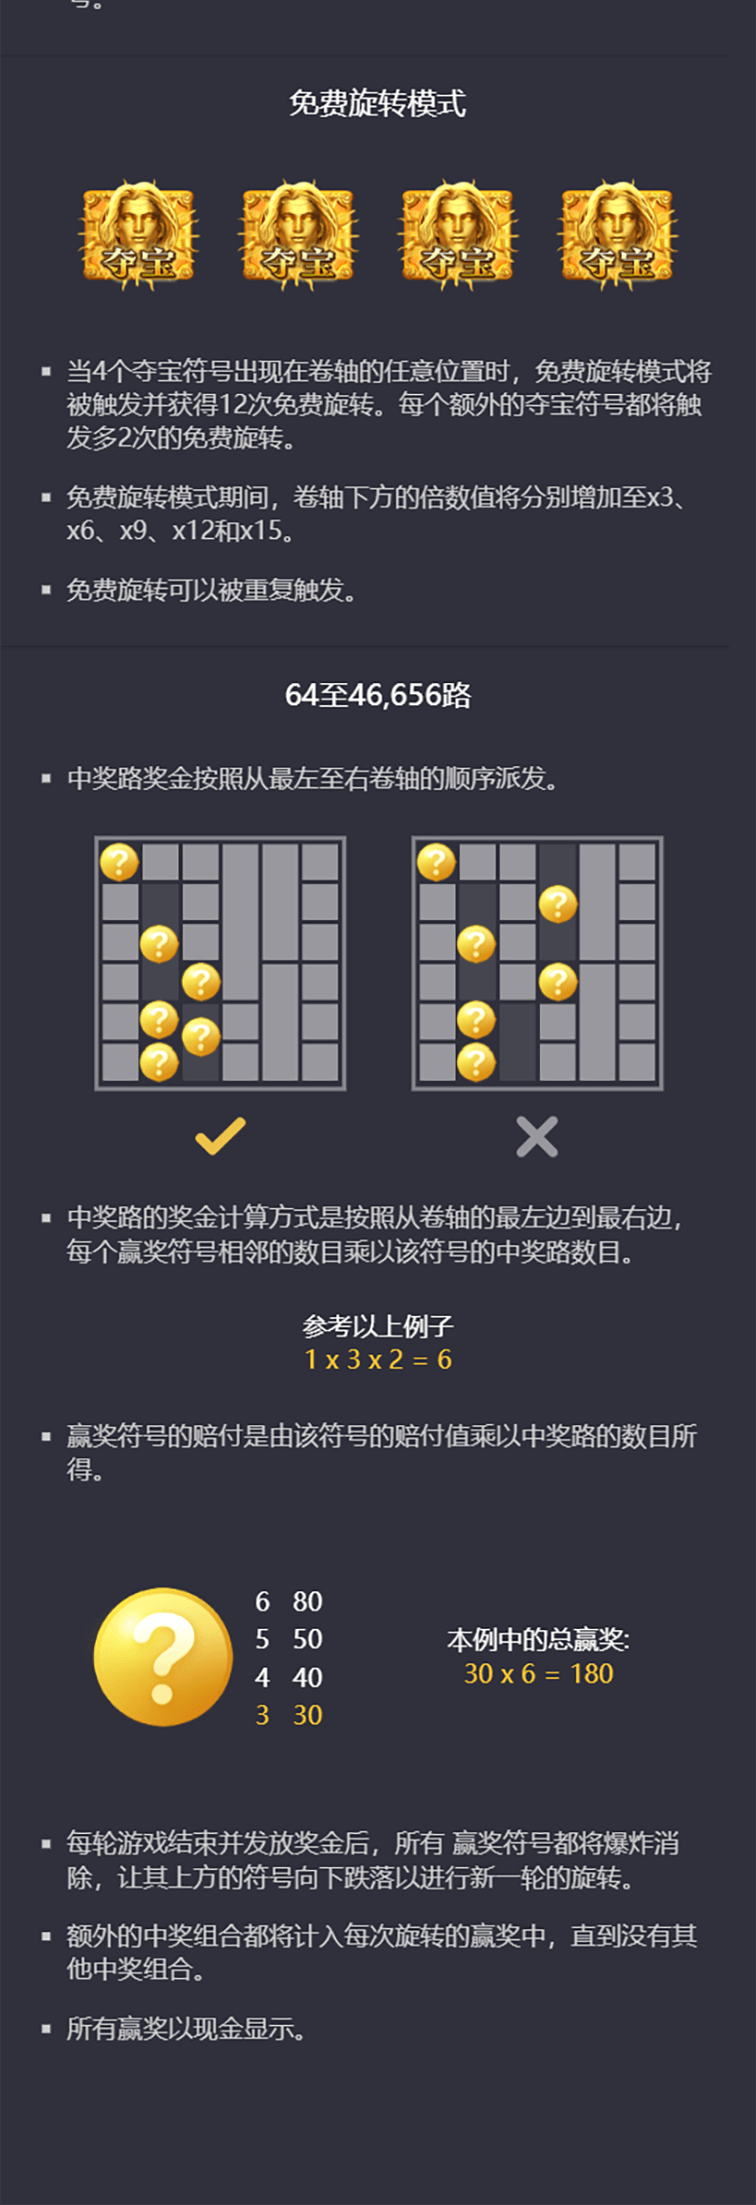 号。
免费旋转模式
夺宝 夺宝 夺宝 夺宝
▪ 当4个夺宝符号出现在卷轴的任意位置时，免费旋转模式将
被触发并获得12次免费旋转。每个额外的夺宝符号都将触
发多2次的免费旋转。
▪ 免费旋转模式期间，卷轴下方的倍数值将分别增加至x3、
x6、x9、x12和x15。
▪ 免费旋转可以被重复触发。
64至46,656路
▪ 中奖路奖金按照从最左至右卷轴的顺序派发。
? ?
? ?
? ?
? ?
? ?
? ?
▪ 中奖路的奖金计算方式是按照从卷轴的最左边到最右边，
每个赢奖符号相邻的数目乘以该符号的中奖路数目。
参考以上例子
1 x 3 x 2 = 6
▪ 赢奖符号的赔付是由该符号的赔付值乘以中奖路的数目所
得。
?
6 80
5 50
4 40
3 30
本例中的总赢奖:
30 x 6 = 180
▪ 每轮游戏结束并发放奖金后，所有 赢奖符号都将爆炸消
除，让其上方的符号向下跌落以进行新一轮的旋转。
▪ 额外的中奖组合都将计入每次旋转的赢奖中，直到没有其
他中奖组合。
▪ 所有赢奖以现金显示。